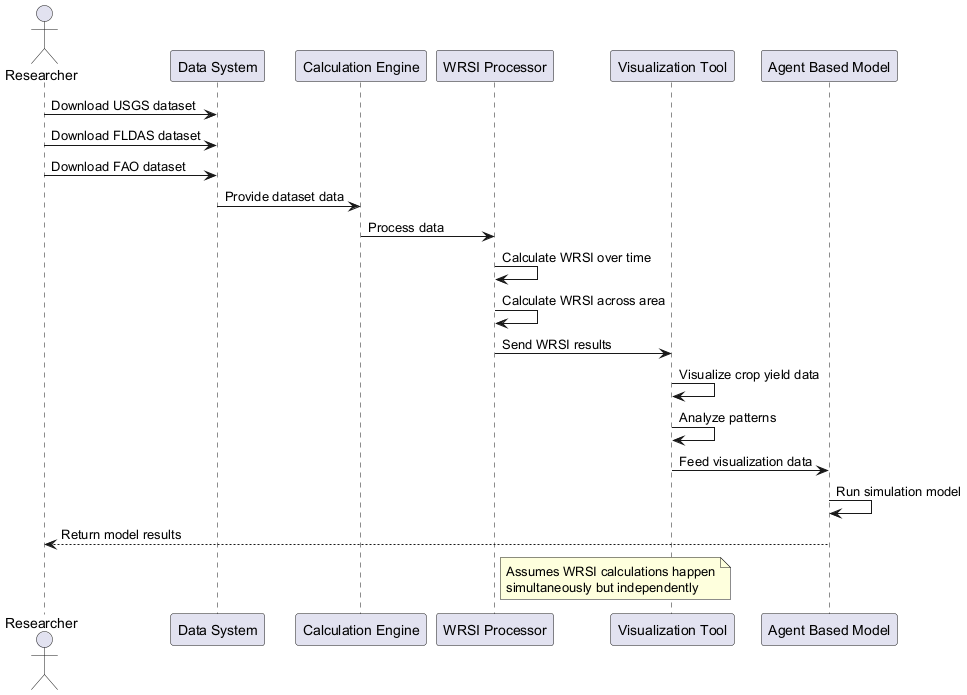 Researcher
Data System
Calculation Engine
WRSI Processor
Visualization Tool
Agent Based Model
Download USGS dataset
Download FLDAS dataset
Download FAO dataset
Provide dataset data
Process data
Calculate WRSI over time
Calculate WRSI across area
Send WRSI results
Visualize crop yield data
Analyze patterns
Feed visualization data
Run simulation model
Return model results
Assumes WRSI calculations happen
simultaneously but independently
Researcher
Data System
Calculation Engine
WRSI Processor
Visualization Tool
Agent Based Model